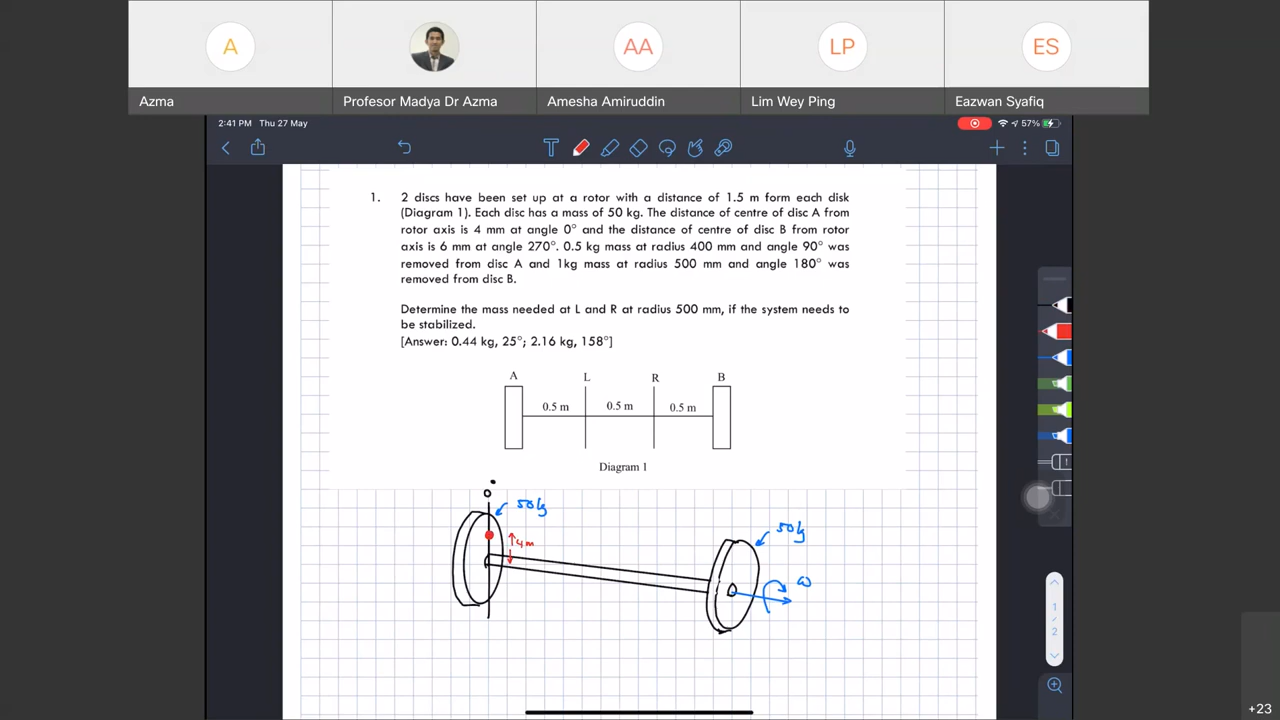 A
AA
LP
ES
Azma
Profesor Madya Dr Azma
Amesha Amiruddin
Lim Wey Ping
Eazwan Syafiq
2:41 PM Thu 27 May
57%
T
1. 2 discs have been set up at a rotor with a distance of 1.5 m form each disk
(Diagram 1). Each disc has a mass of 50 kg. The distance of centre of disc A from
rotor axis is 4 mm at angle 0° and the distance of centre of disc B from rotor
axis is 6 mm at angle 270°. 0.5 kg mass at radius 400 mm and angle 90° was
removed from disc A and 1kg mass at radius 500 mm and angle 180° was
removed from disc B.
Determine the mass needed at L and R at radius 500 mm, if the system needs to
be stabilized.
[Answer: 0.44 kg, 25°; 2.16 kg, 158°]
A L R B
0.5 m 0.5 m 0.5 m
Diagram 1
0°
50kg
4m
50kg
ω
1
2
+23